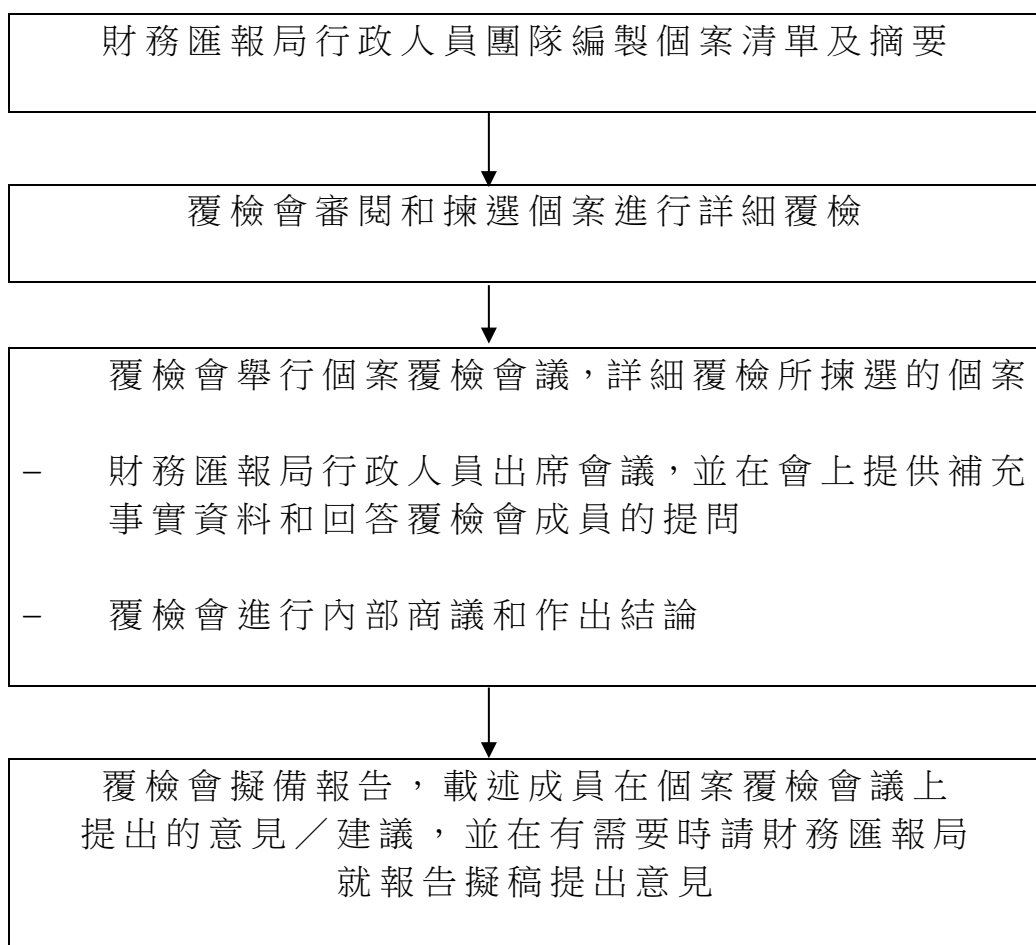 財務匯報局行政人員團隊編製個案清單及摘要
覆檢會審閱和揀選個案進行詳細覆檢
覆檢會舉行個案覆檢會議，詳細覆檢所揀選的個案
– 財務匯報局行政人員出席會議，並在會上提供補充
事實資料和回答覆檢會成員的提問
– 覆檢會進行內部商議和作出結論
覆檢會擬備報告，載述成員在個案覆檢會議上
提出的意見／建議，並在有需要時請財務匯報局
就報告擬稿提出意見